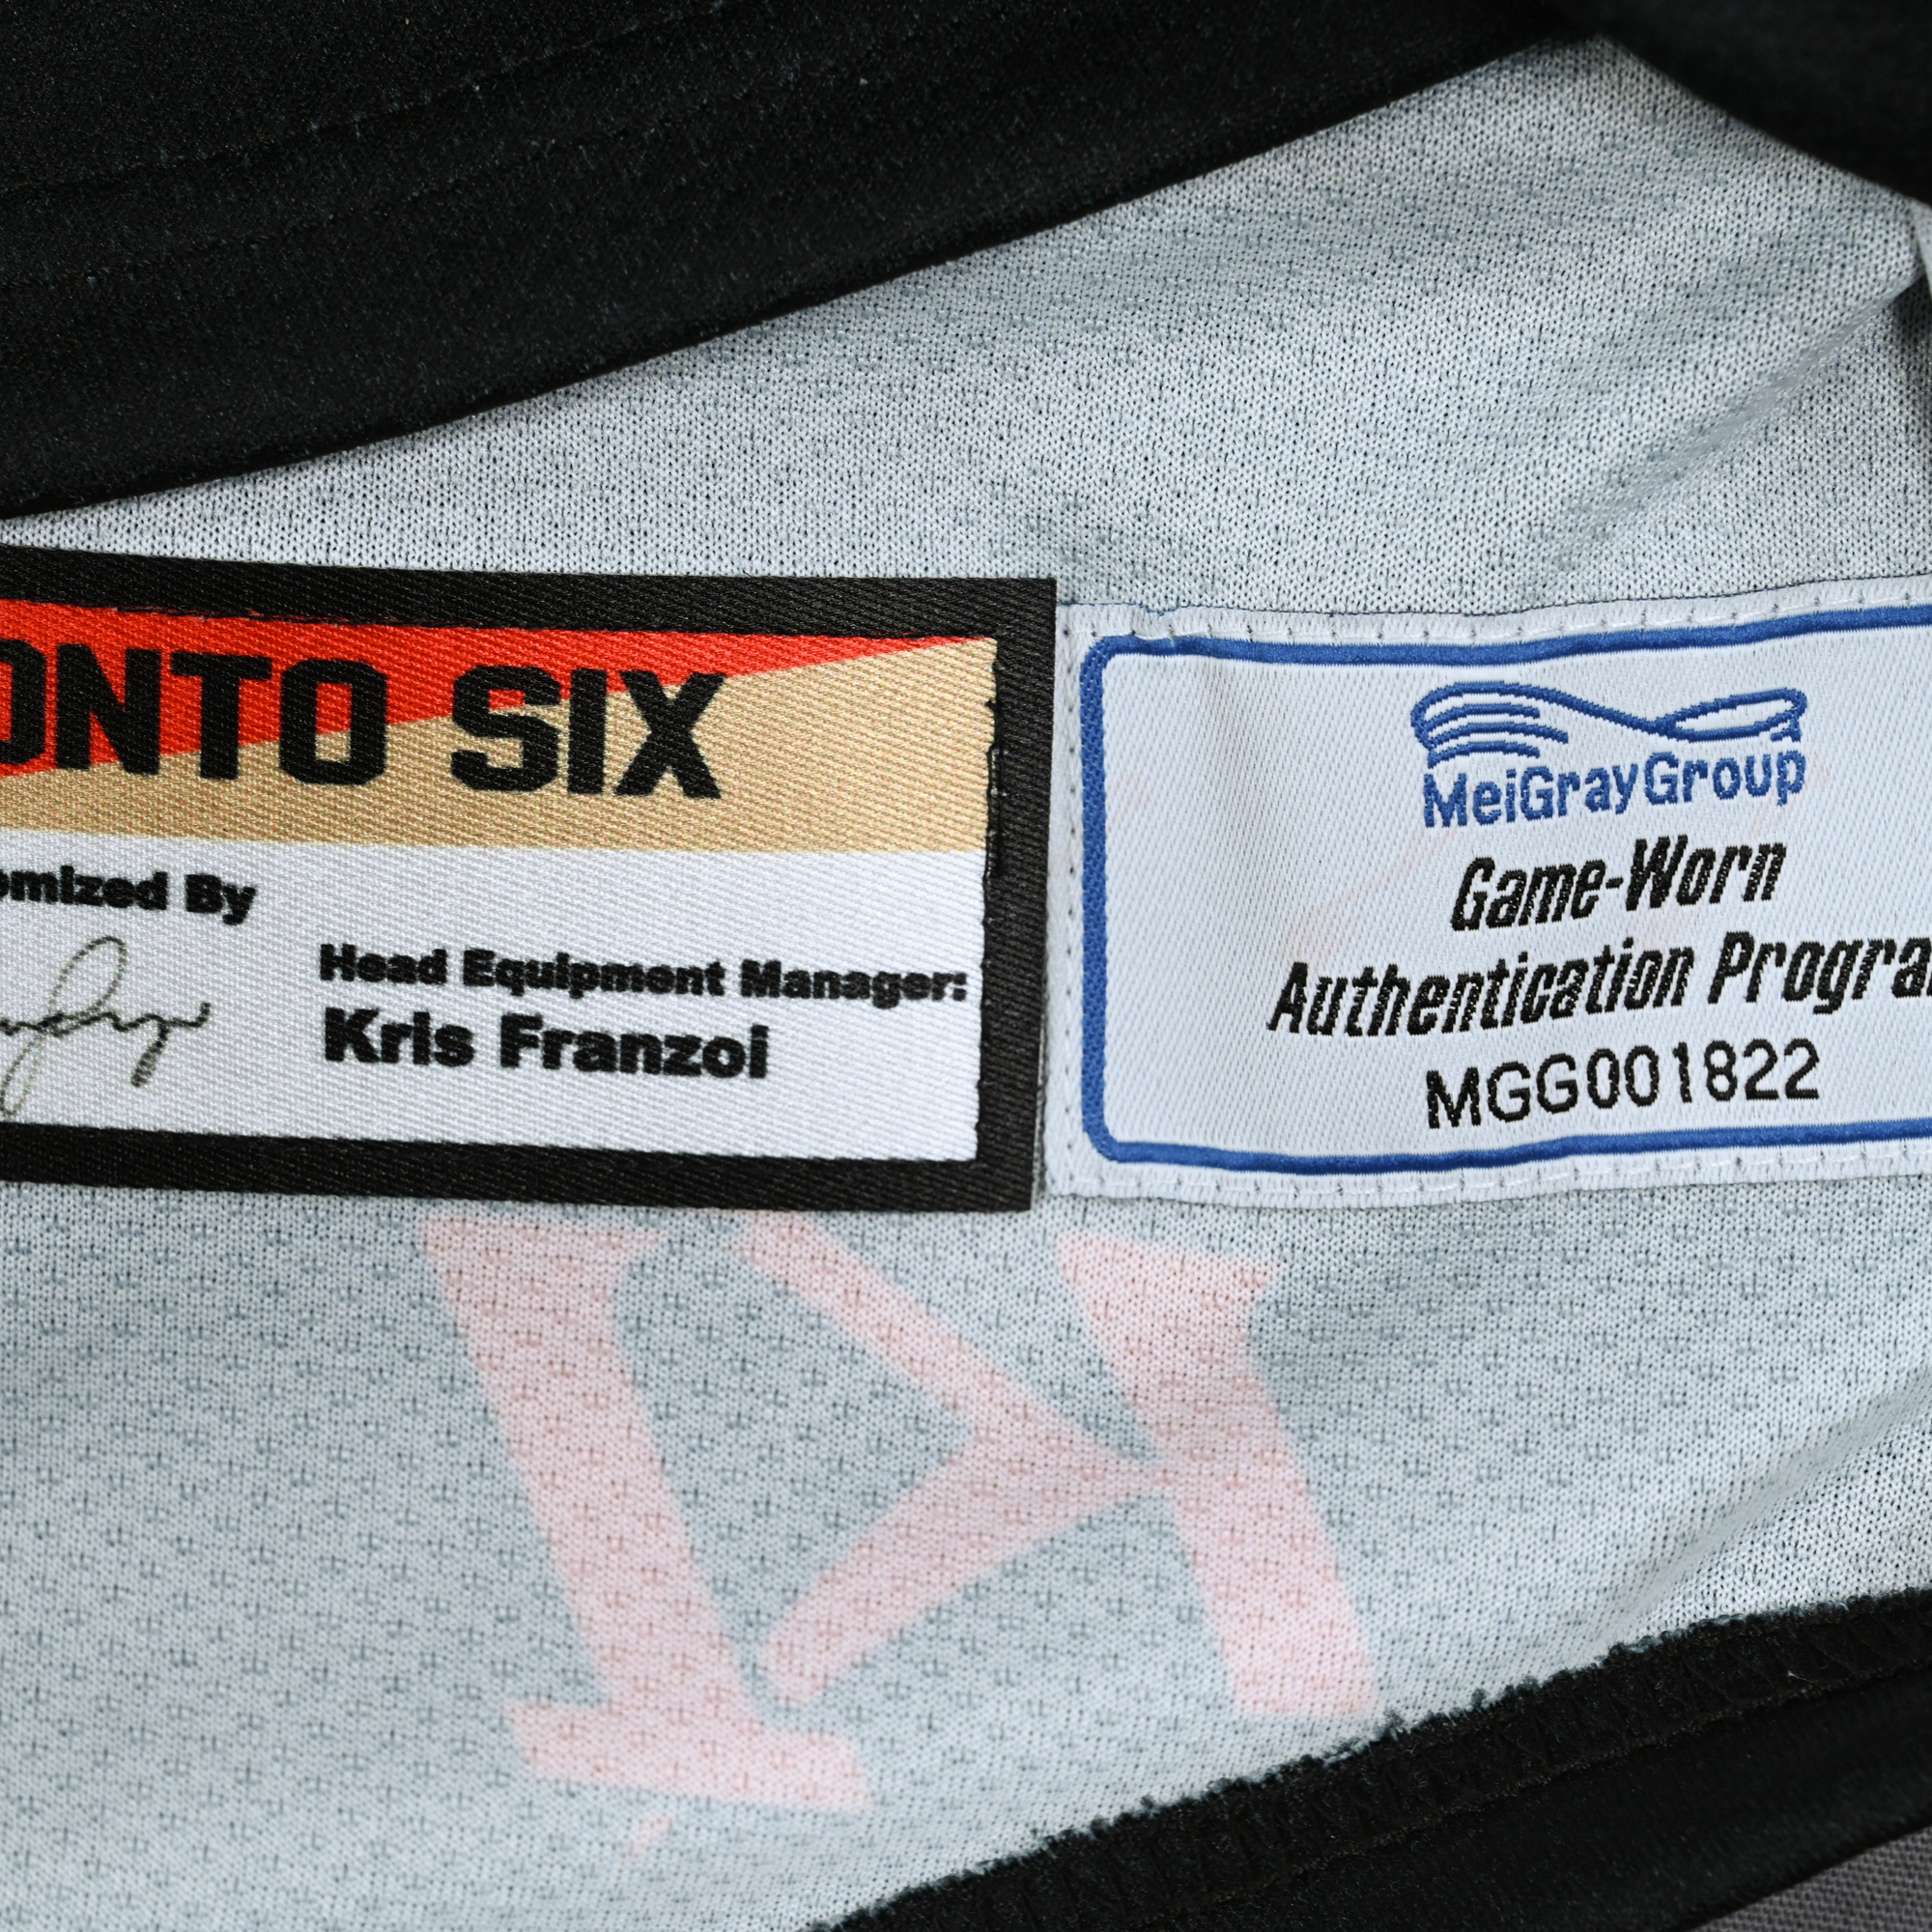 ONTO SIX
omized By
Head Equipment Manager:
Kris Franzoi
MeiGrayGroup
Game-Worn
Authentication Progra
MGG001822